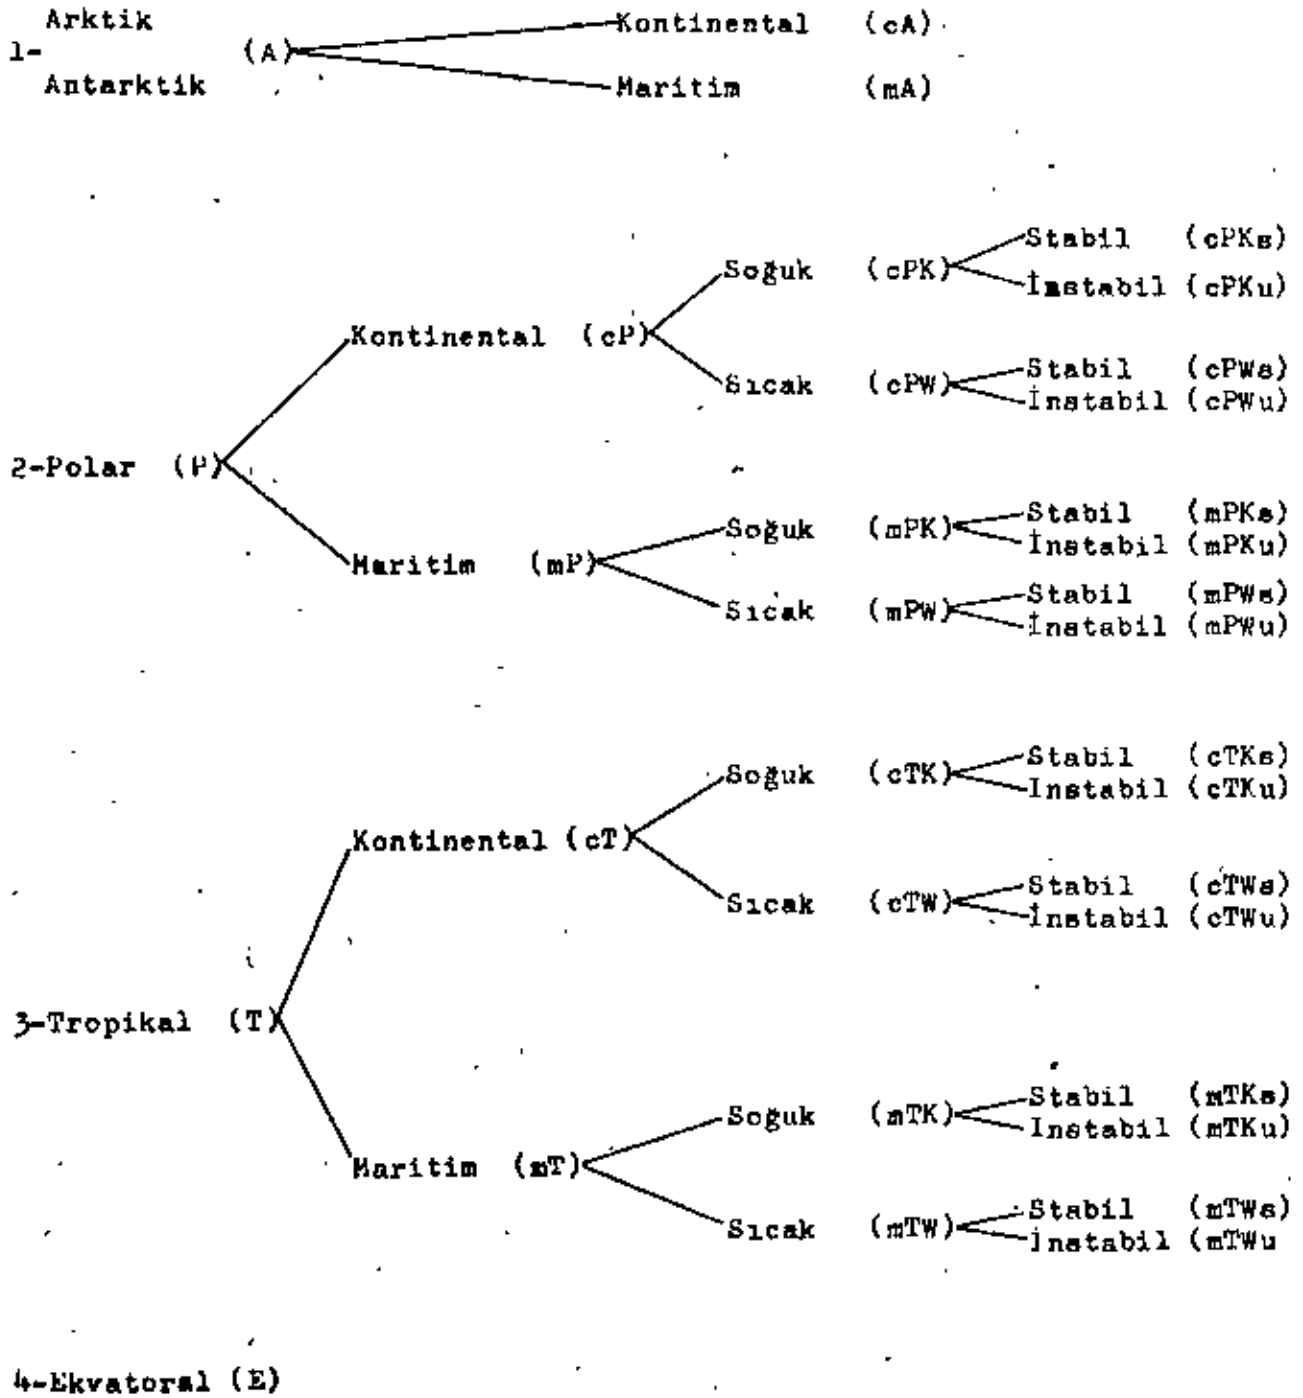 Arktik Kontinental (cA)
1- (A)
Antarktik Maritim (mA)
Stabil (cPKs)
Soğuk (cPK)
İnstabil (cPKu)
Kontinental (cP)
Stabil (cPWs)
Sıcak (cPW)
İnstabil (cPWu)
2-Polar (P)
Stabil (mPKs)
Soğuk (mPK)
İnstabil (mPKu)
Maritim (mP)
Stabil (mPWs)
Sıcak (mPW)
İnstabil (mPWu)
Stabil (cTKs)
Soğuk (cTK)
Instabil (cTKu)
Kontinental (cT)
Stabil (cTWs)
Sıcak (cTW)
İnstabil (cTWu)
3-Tropikal (T)
Stabil (mTKs)
Soğuk (mTK)
Instabil (mTKu)
Maritim (mT)
Stabil (mTWs)
Sıcak (mTW)
İnstabil (mTWu
4-Ekvatoral (E)